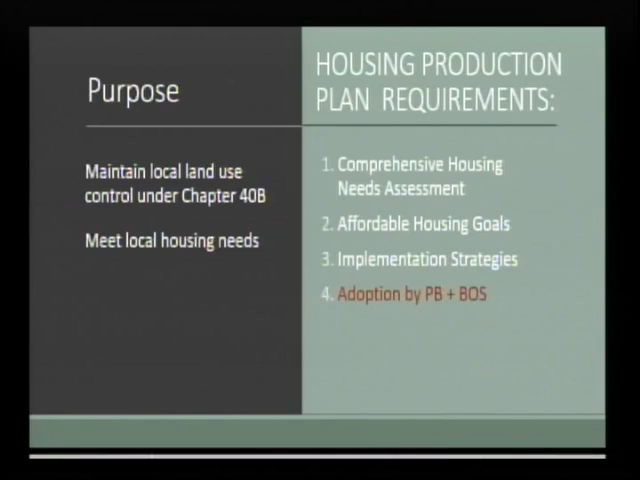 Purpose
Maintain local land use
control under Chapter 40B
Meet local housing needs
HOUSING PRODUCTION
PLAN REQUIREMENTS:
1. Comprehensive Housing
Needs Assessment
2. Affordable Housing Goals
3. Implementation Strategies
4. Adoption by PB + BOS